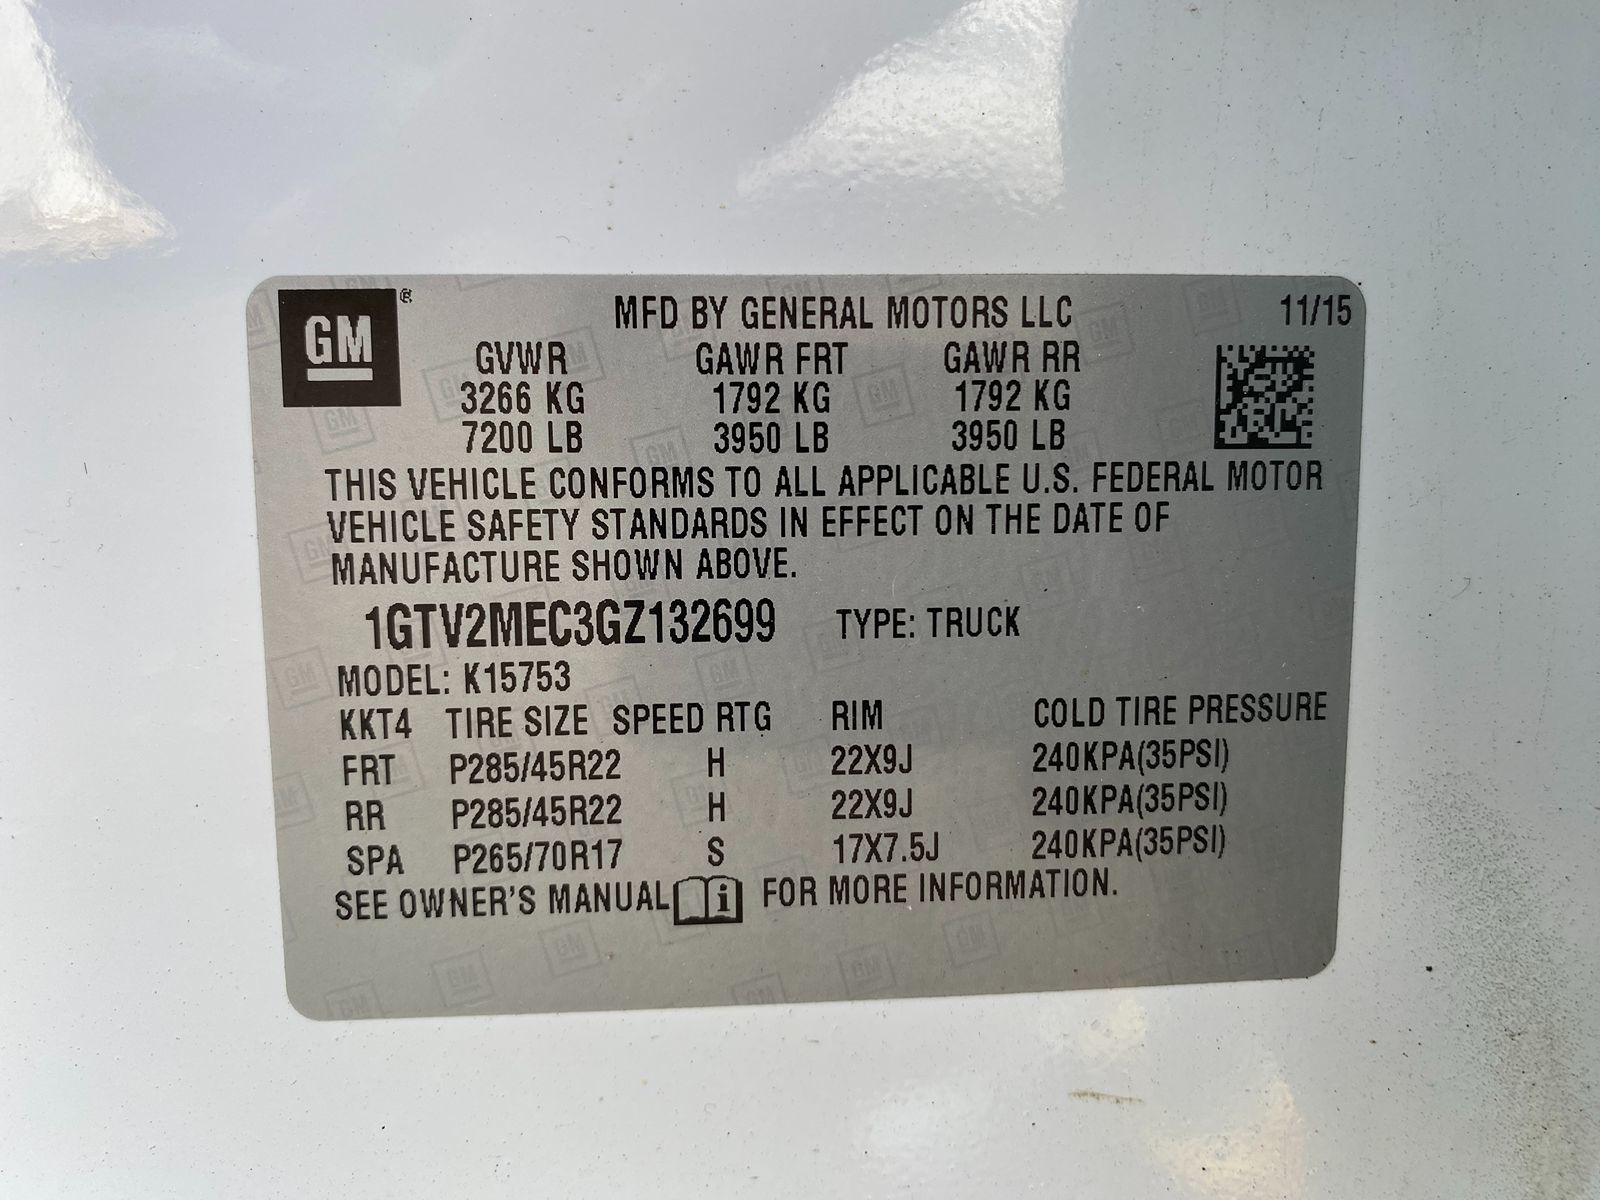 GM ® MFD BY GENERAL MOTORS LLC 11/15
GVWR GAWR FRT GAWR RR
3266 KG 1792 KG 1792 KG
7200 LB 3950 LB 3950 LB
THIS VEHICLE CONFORMS TO ALL APPLICABLE U.S. FEDERAL MOTOR
VEHICLE SAFETY STANDARDS IN EFFECT ON THE DATE OF
MANUFACTURE SHOWN ABOVE.
1GTV2MEC3GZ132699 TYPE: TRUCK
MODEL: K15753
KKT4 TIRE SIZE SPEED RTG RIM COLD TIRE PRESSURE
FRT P285/45R22 H 22X9J 240KPA(35PSI)
RR P285/45R22 H 22X9J 240KPA(35PSI)
SPA P265/70R17 S 17X7.5J 240KPA(35PSI)
SEE OWNER'S MANUAL i FOR MORE INFORMATION.